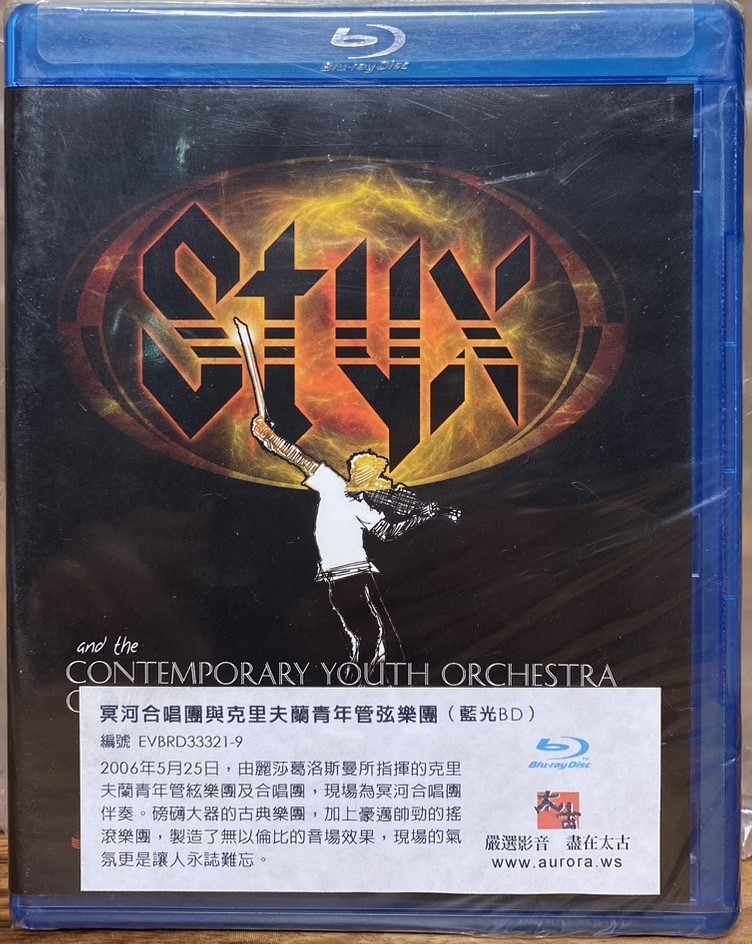 Blu-ray Disc
Styx
and the
CONTEMPORARY YOUTH ORCHESTRA
冥河合唱團與克里夫蘭青年管弦樂團（藍光BD）
編號 EVBRD33321-9
2006年5月25日，由麗莎葛洛斯曼所指揮的克里
夫蘭青年管絃樂團及合唱團，現場為冥河合唱團
伴奏。磅礡大器的古典樂團，加上豪邁帥勁的搖
滾樂團，製造了無以倫比的音場效果，現場的氣
氛更是讓人永誌難忘。
Blu-ray Disc
TM
太古
嚴選影音 盡在太古
www.aurora.ws